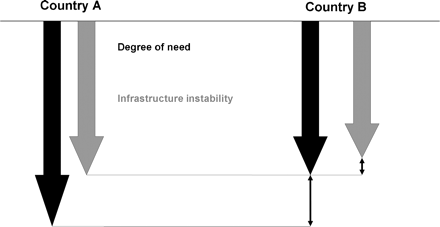 Country A
Country B
Degree of need
Infrastructure instability